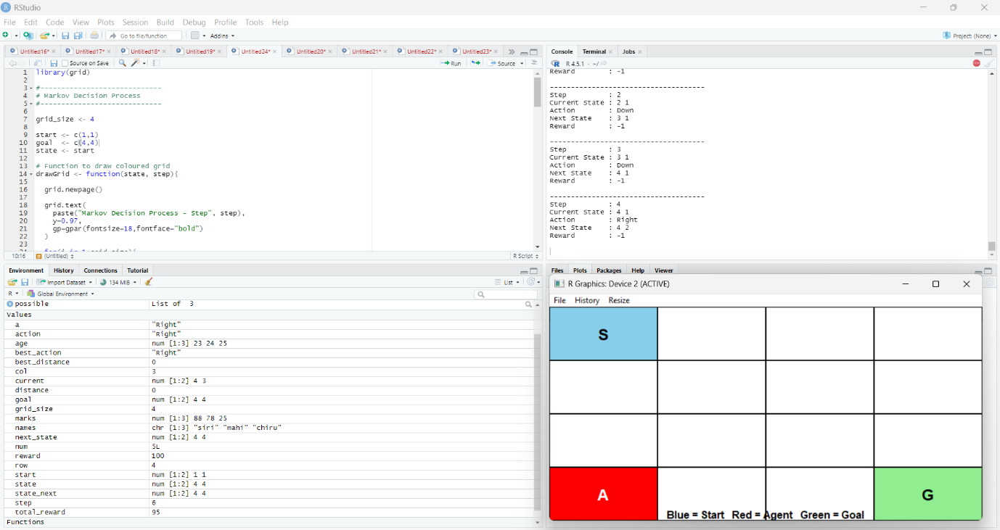 RStudio
File Edit Code View Plots Session Build Debug Profile Tools Help
Go to file/function Addins Project: (None)
Untitled16* Untitled17* Untitled18* Untitled19* Untitled24* Untitled20* Untitled21* Untitled22* Untitled23*
Source on Save Run Source
1 library(grid)
2
3 #-----------------------------
4 # Markov Decision Process
5 #-----------------------------
6
7 grid_size <- 4
8
9 start <- c(1,1)
10 goal <- c(4,4)
11 state <- start
12
13 # Function to draw coloured grid
14 drawGrid <- function(state, step){
15
16 grid.newpage()
17
18 grid.text(
19 paste("Markov Decision Process - Step", step),
20 y=0.97,
21 gp=gpar(fontsize=18,fontface="bold")
22 )
23
24 for(i in 1:grid_size){
10:16 (Untitled) R Script
Console Terminal Jobs
R 4.5.1 · ~/
Reward : -1
-------------------------------------
Step : 2
Current State : 2 1
Action : Down
Next State : 3 1
Reward : -1
-------------------------------------
Step : 3
Current State : 3 1
Action : Down
Next State : 4 1
Reward : -1
-------------------------------------
Step : 4
Current State : 4 1
Action : Right
Next State : 4 2
Reward : -1
Environment History Connections Tutorial
Import Dataset 134 MiB List
R Global Environment
possible List of 3
Values
a "Right"
action "Right"
age num [1:3] 23 24 25
best_action "Right"
best_distance 0
col 3
current num [1:2] 4 3
distance 0
goal num [1:2] 4 4
grid_size 4
marks num [1:3] 88 78 25
names chr [1:3] "siri" "mahi" "chiru"
next_state num [1:2] 4 4
num 5L
reward 100
row 4
start num [1:2] 1 1
state num [1:2] 4 4
state_next num [1:2] 4 4
step 6
total_reward 95
Functions
Files Plots Packages Help Viewer
R Graphics: Device 2 (ACTIVE)
File History Resize
S
A
G
Blue = Start Red = Agent Green = Goal